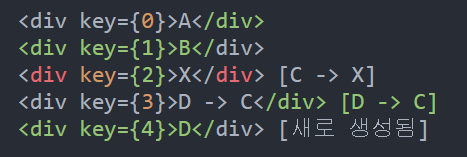 <div key={0}>A</div>
<div key={1}>B</div>
<div key={2}>X</div> [C -> X]
<div key={3}>D -> C</div> [D -> C]
<div key={4}>D</div> [새로 생성됨]